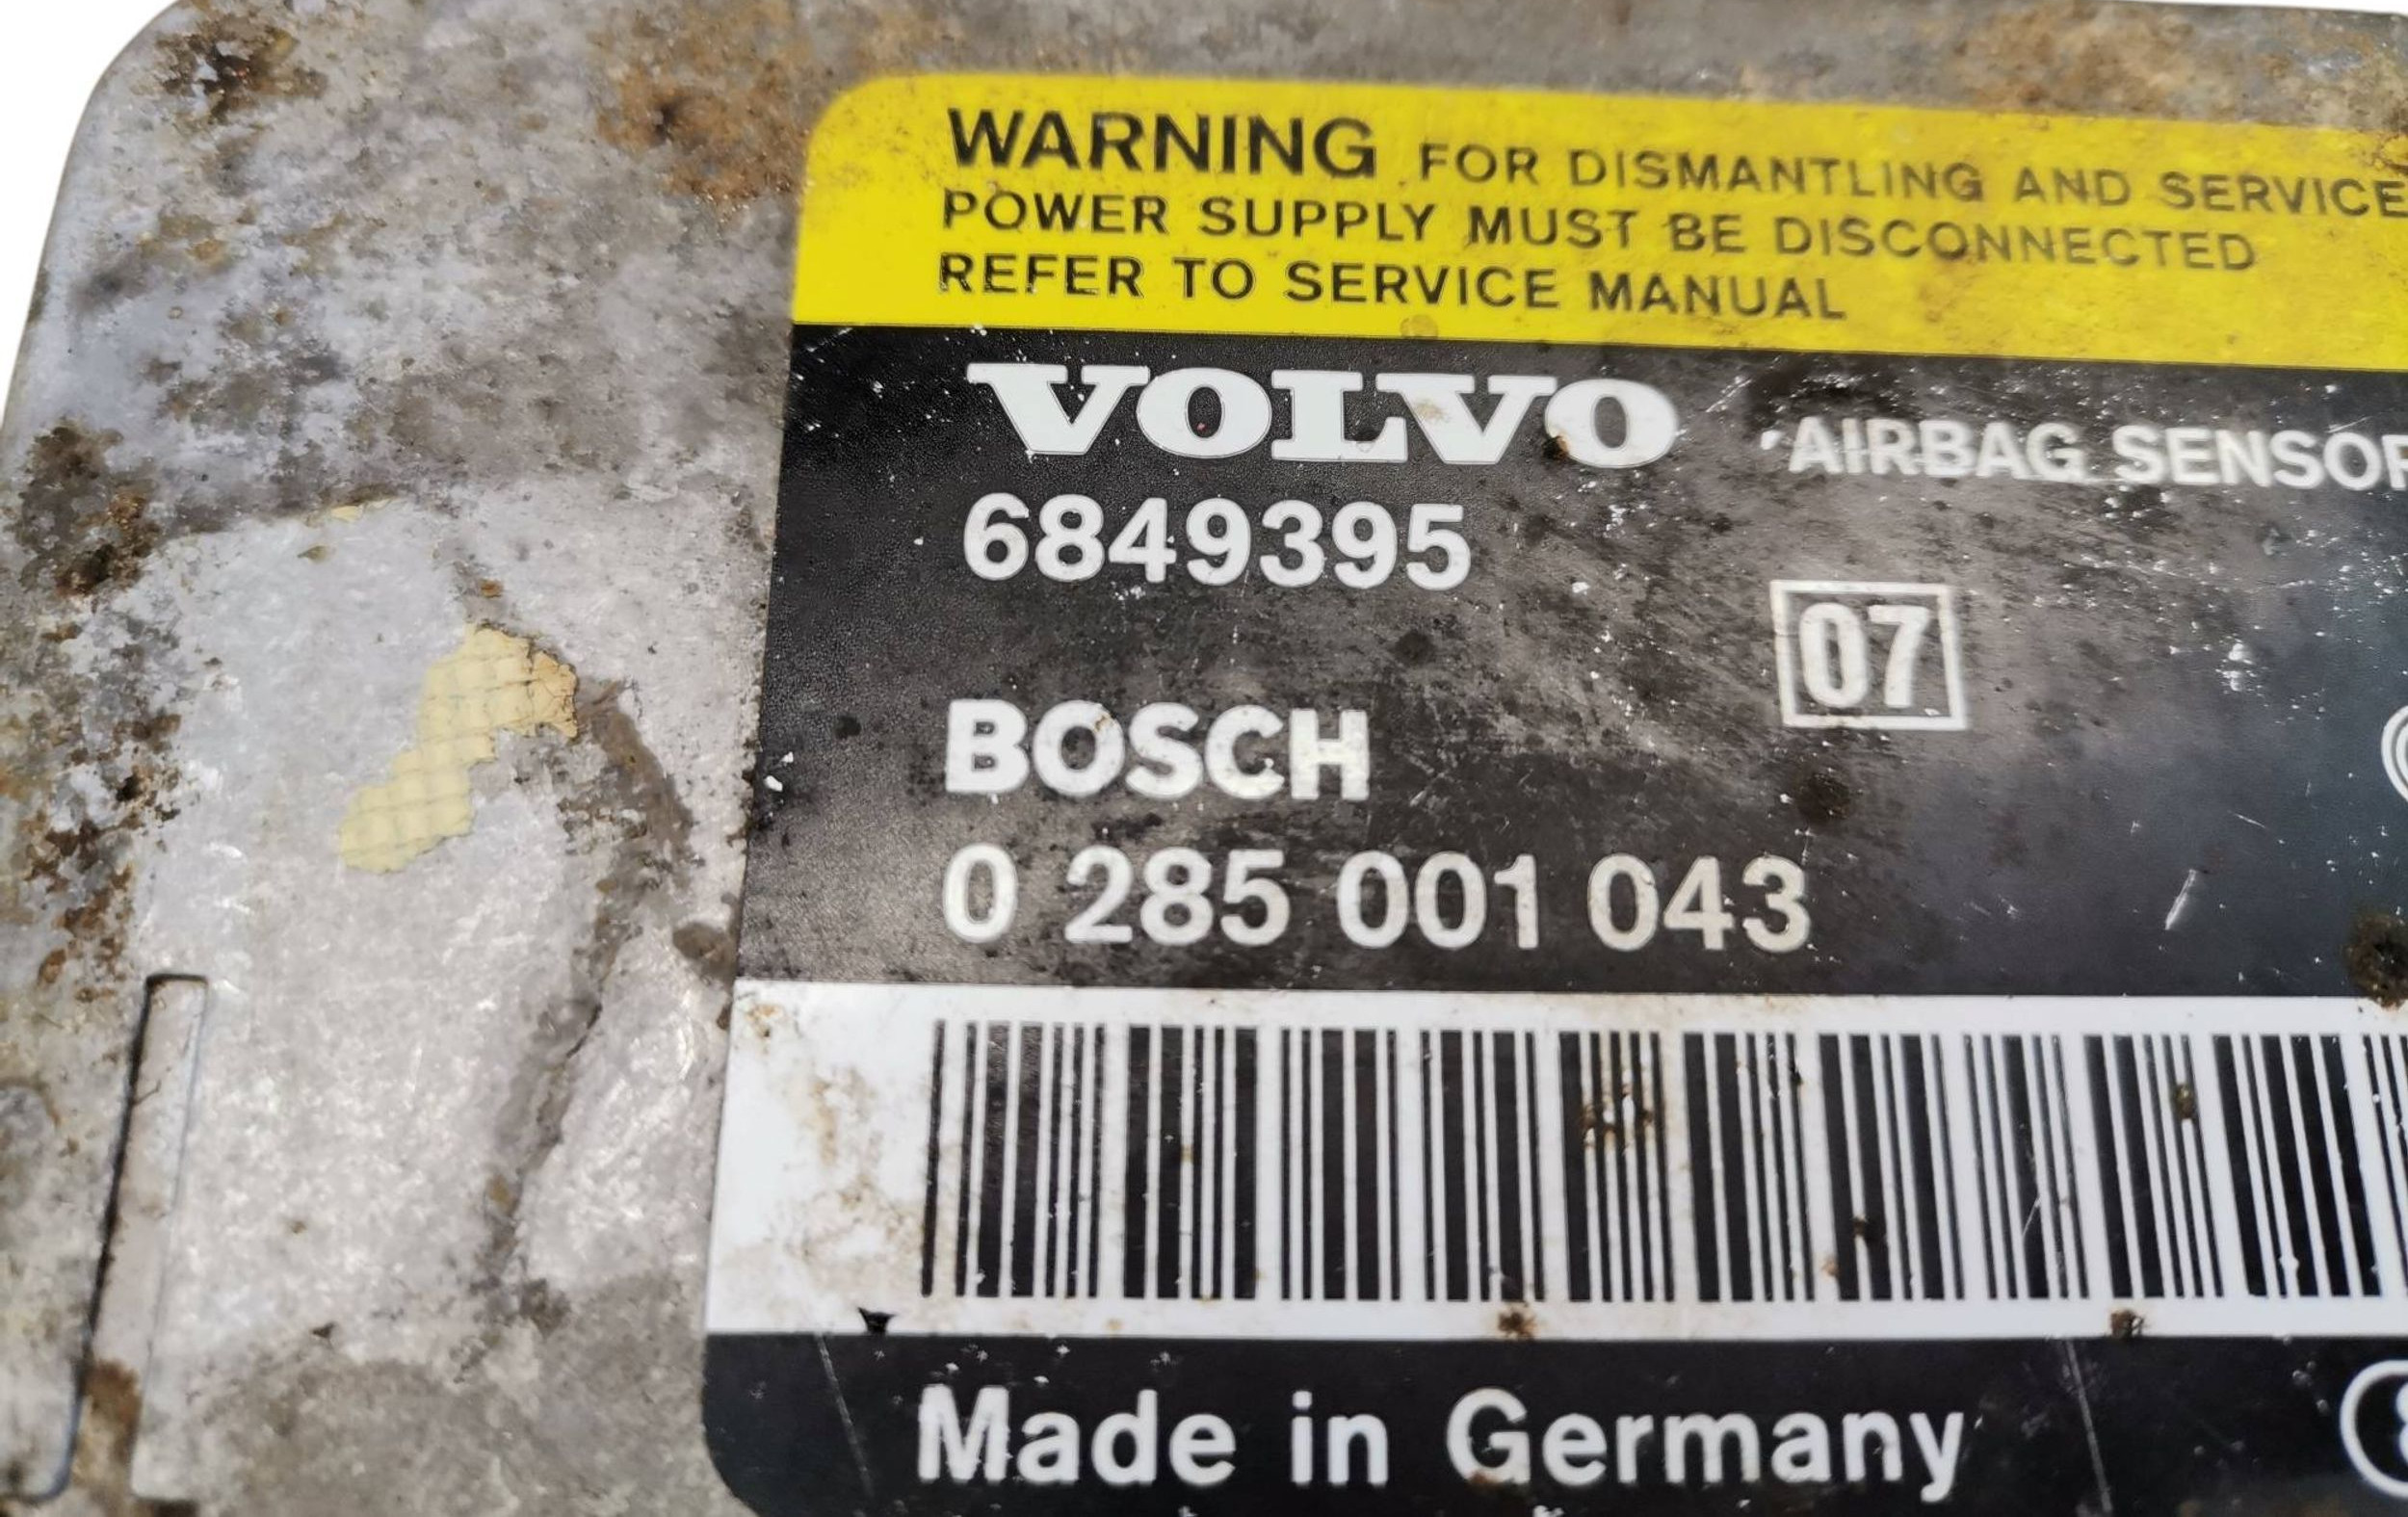 WARNING FOR DISMANTLING AND SERVICE
POWER SUPPLY MUST BE DISCONNECTED
REFER TO SERVICE MANUAL
VOLVO AIRBAG SENSOR
6849395
07
BOSCH
0 285 001 043
Made in Germany